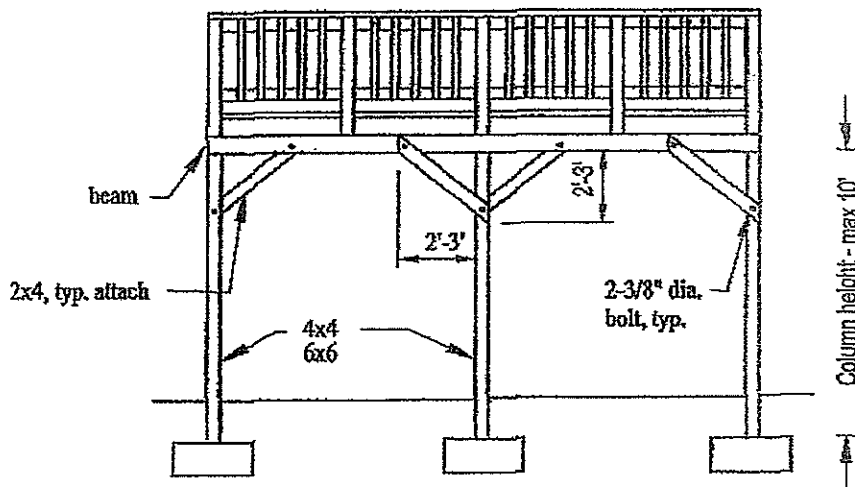 beam
2x4, typ. attach
2'-3'
2'-3'
4x4
6x6
2-3/8" dia.
bolt, typ.
Column height - max 10'